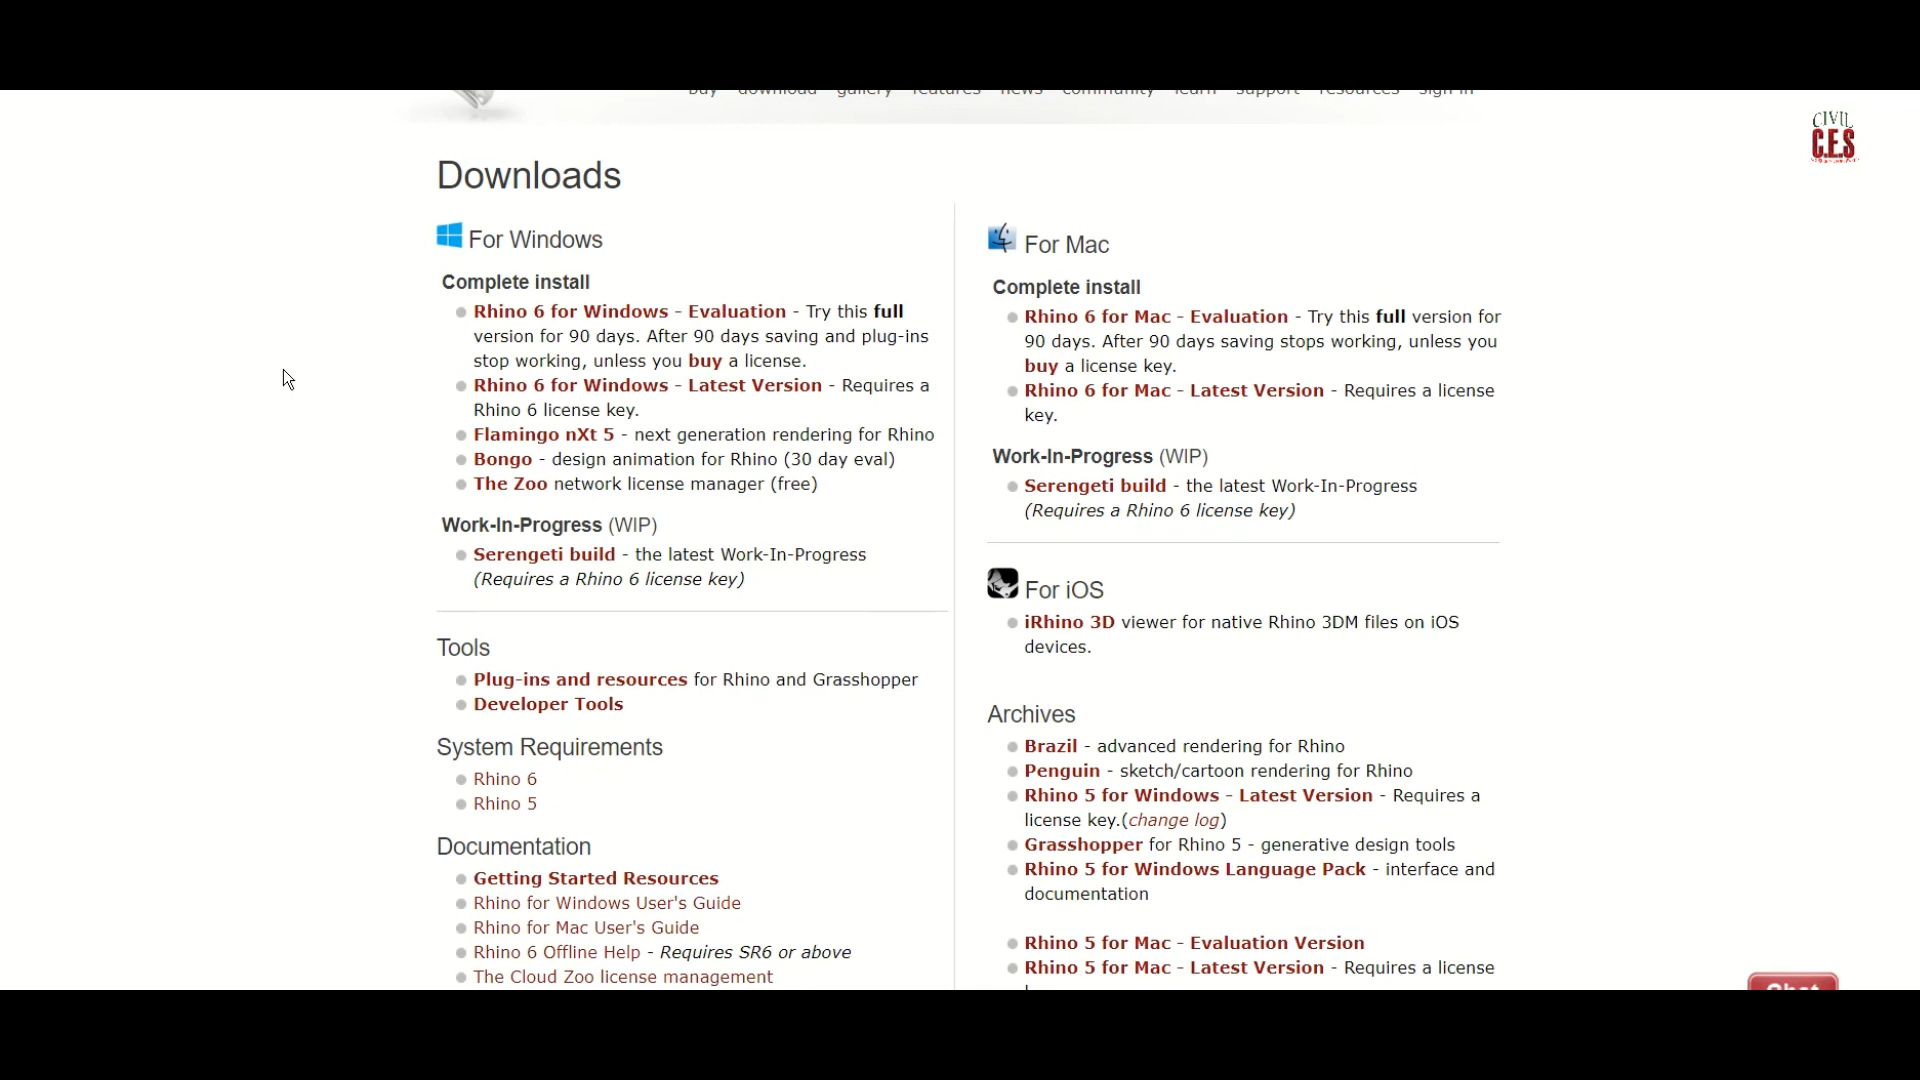 buy download gallery features news community learn support resources sign in
CIVIL
C.E.S
Downloads
For Windows
Complete install
Rhino 6 for Windows - Evaluation - Try this full
version for 90 days. After 90 days saving and plug-ins
stop working, unless you buy a license.
Rhino 6 for Windows - Latest Version - Requires a
Rhino 6 license key.
Flamingo nXt 5 - next generation rendering for Rhino
Bongo - design animation for Rhino (30 day eval)
The Zoo network license manager (free)
Work-In-Progress (WIP)
Serengeti build - the latest Work-In-Progress
(Requires a Rhino 6 license key)
Tools
Plug-ins and resources for Rhino and Grasshopper
Developer Tools
System Requirements
Rhino 6
Rhino 5
Documentation
Getting Started Resources
Rhino for Windows User's Guide
Rhino for Mac User's Guide
Rhino 6 Offline Help - Requires SR6 or above
The Cloud Zoo license management
For Mac
Complete install
Rhino 6 for Mac - Evaluation - Try this full version for
90 days. After 90 days saving stops working, unless you
buy a license key.
Rhino 6 for Mac - Latest Version - Requires a license
key.
Work-In-Progress (WIP)
Serengeti build - the latest Work-In-Progress
(Requires a Rhino 6 license key)
For iOS
iRhino 3D viewer for native Rhino 3DM files on iOS
devices.
Archives
Brazil - advanced rendering for Rhino
Penguin - sketch/cartoon rendering for Rhino
Rhino 5 for Windows - Latest Version - Requires a
license key.(change log)
Grasshopper for Rhino 5 - generative design tools
Rhino 5 for Windows Language Pack - interface and
documentation
Rhino 5 for Mac - Evaluation Version
Rhino 5 for Mac - Latest Version - Requires a license
Chat